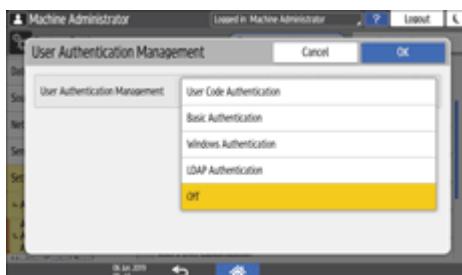 Machine Administrator
Logged in Machine Administrator
?
Logout
User Authentication Management
Cancel
OK
User Authentication Management
User Code Authentication
Basic Authentication
Windows Authentication
LDAP Authentication
Off